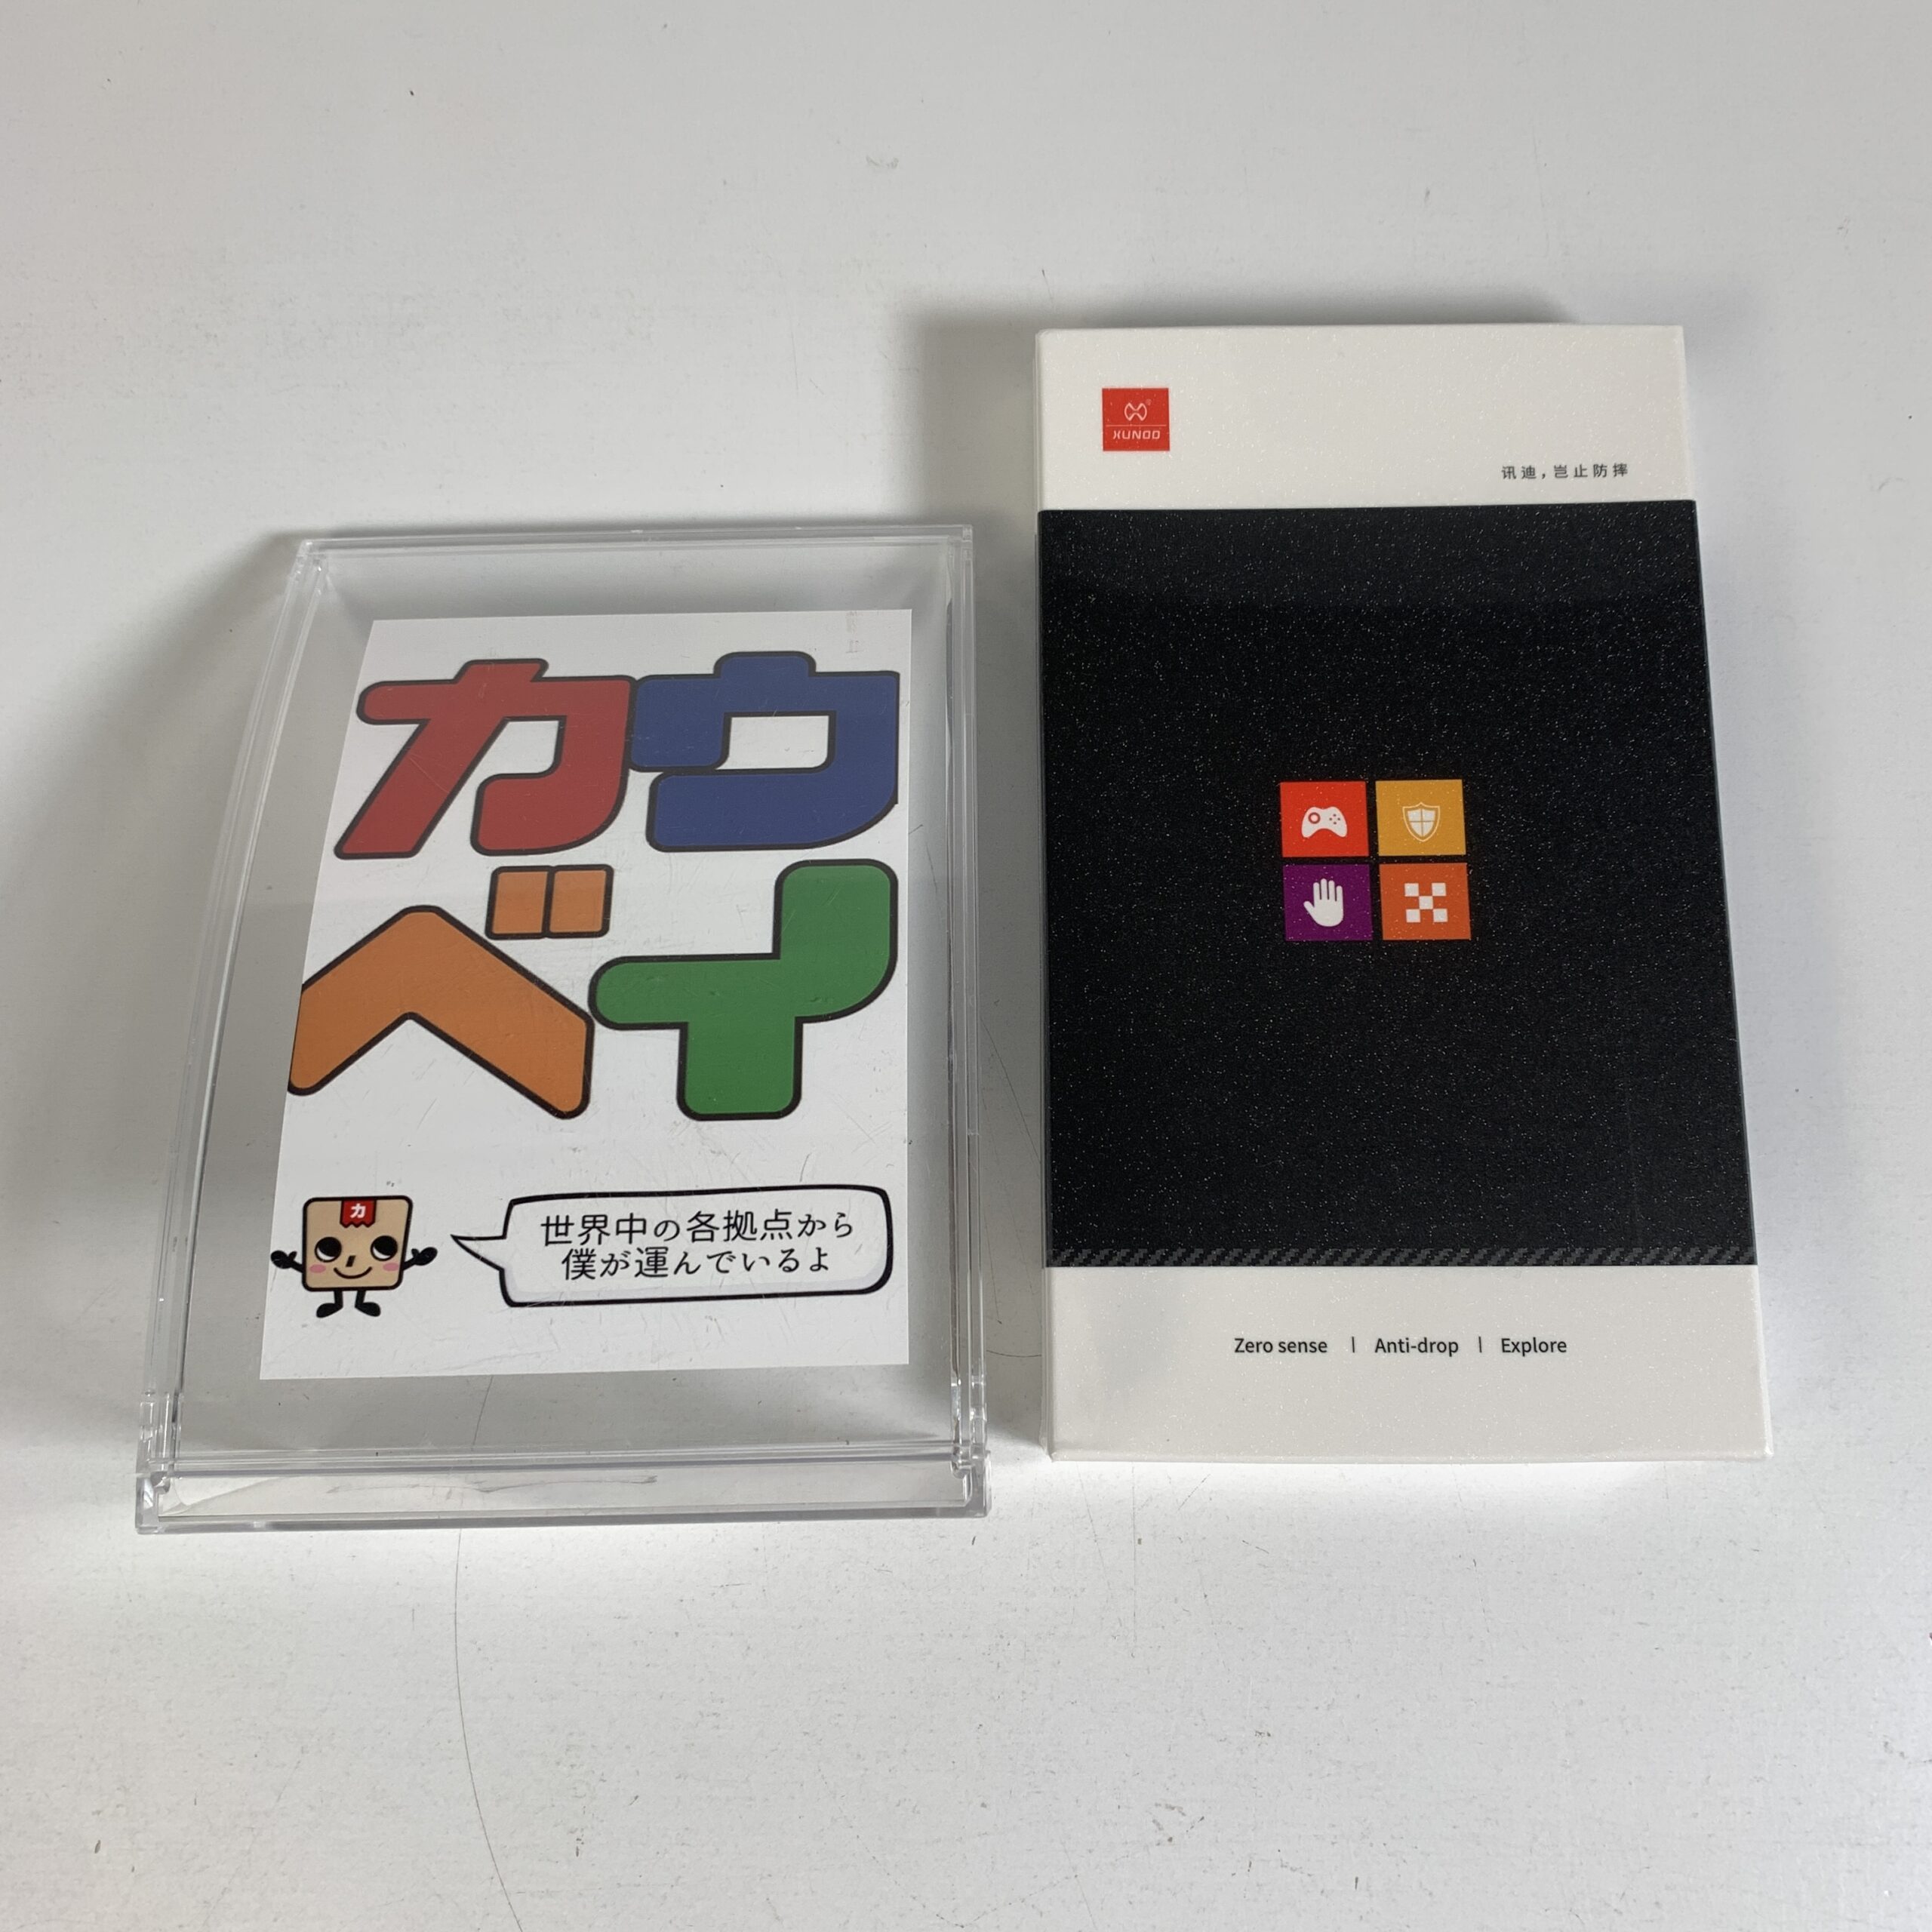 カウ
ベイ
カ
世界中の各拠点から
僕が運んでいるよ
XUNDD
讯迪，岂止防摔
Zero sense | Anti-drop | Explore